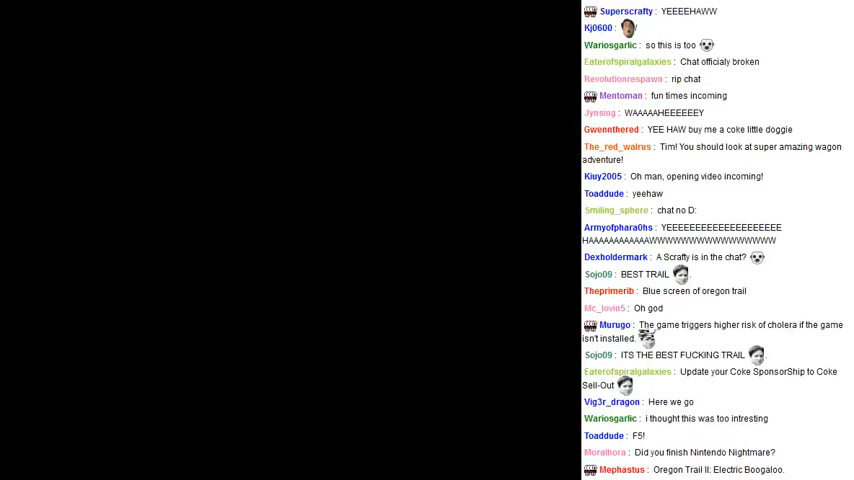 Superscrafty : YEEEEHAWW
Kj0600 :
Wariosgarlic : so this is too
Eaterofspiralgalaxies : Chat officialy broken
Revolutionrespawn : rip chat
Mentoman : fun times incoming
Jynsing : WAAAAAHEEEEEEY
Gwennthered : YEE HAW buy me a coke little doggie
The_red_walrus : Tim! You should look at super amazing wagon
adventure!
Kiuy2005 : Oh man, opening video incoming!
Toaddude : yeehaw
Smiling_sphere : chat no D:
Armyofphara0hs : YEEEEEEEEEEEEEEEEEEEEE
HAAAAAAAAAAAAWWWWWWWWWWWWWWWW
Dexholdermark : A Scrafty is in the chat?
Sojo09 : BEST TRAIL .
Theprimerib : Blue screen of oregon trail
Mc_lovin5 : Oh god
Murugo : The game triggers higher risk of cholera if the game
isn't installed.
Sojo09 : ITS THE BEST FUCKING TRAIL .
Eaterofspiralgalaxies : Update your Coke SponsorShip to Coke
Sell-Out
Vig3r_dragon : Here we go
Wariosgarlic : i thought this was too intresting
Toaddude : F5!
Moralhora : Did you finish Nintendo Nightmare?
Mephastus : Oregon Trail II: Electric Boogaloo.